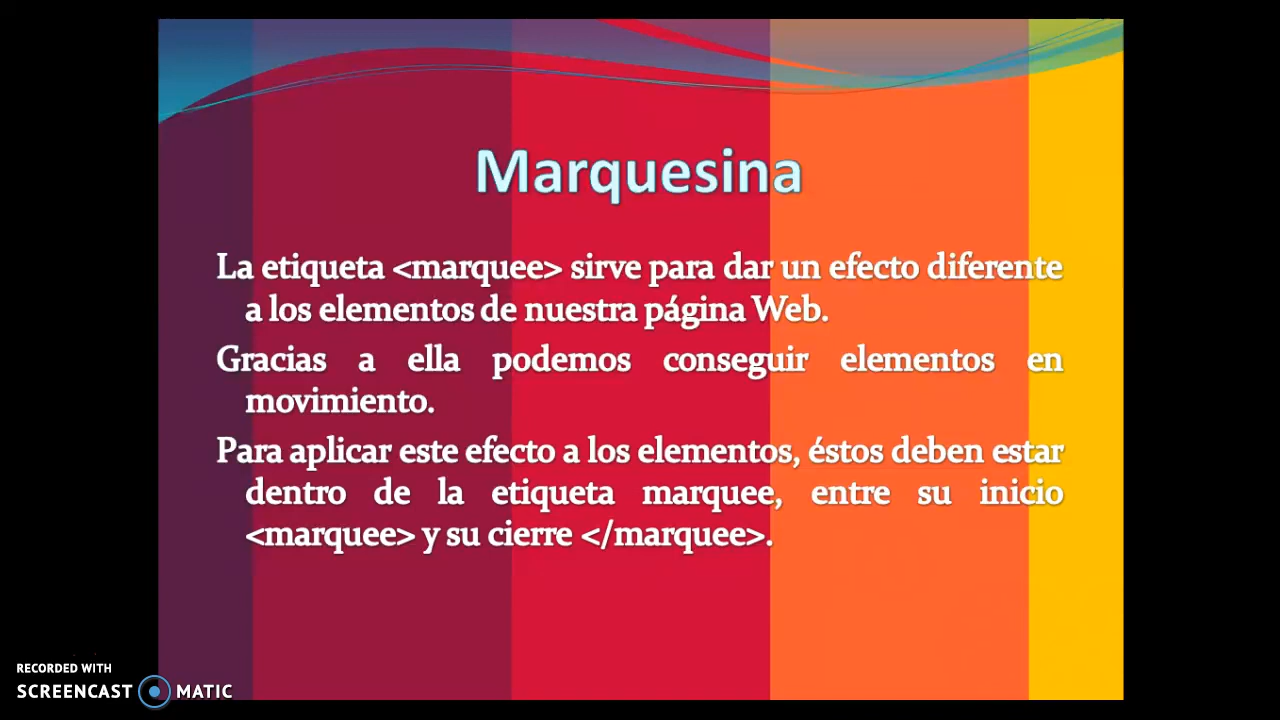 Marquesina
La etiqueta <marquee> sirve para dar un efecto diferente
a los elementos de nuestra página Web.
Gracias a ella podemos conseguir elementos en
movimiento.
Para aplicar este efecto a los elementos, éstos deben estar
dentro de la etiqueta marquee, entre su inicio
<marquee> y su cierre </marquee>.
RECORDED WITH
SCREENCAST MATIC